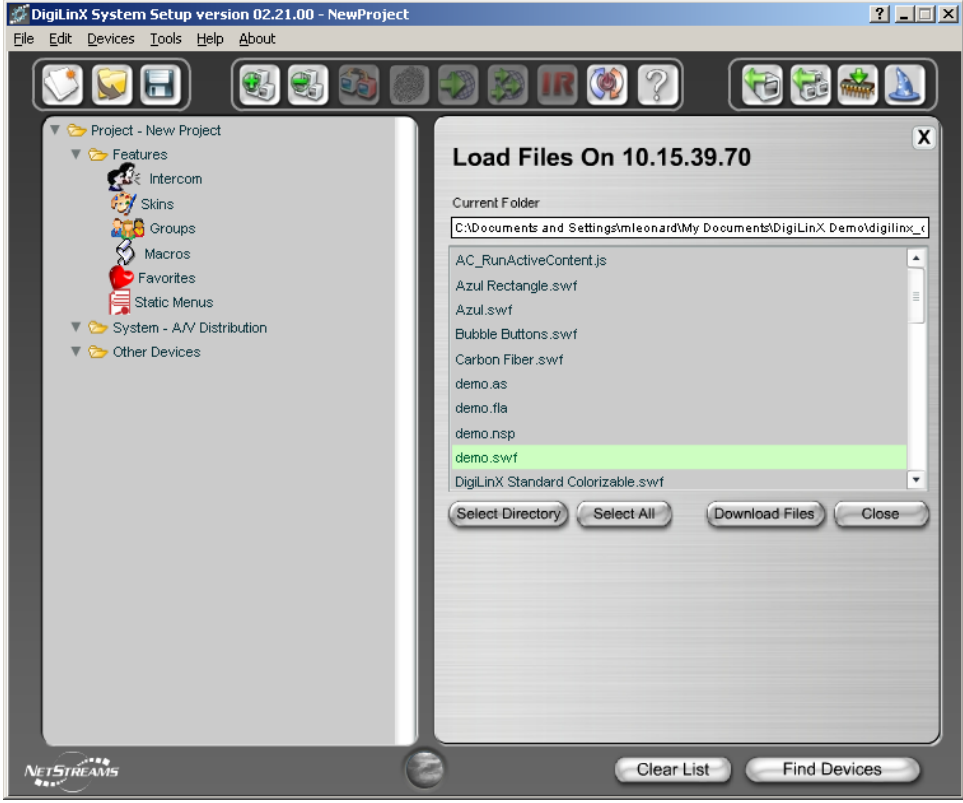 DigiLinX System Setup version 02.21.00 - NewProject
File Edit Devices Tools Help About
IR
Project - New Project
Features
Intercom
Skins
Groups
Macros
Favorites
Static Menus
System - A/V Distribution
Other Devices
X
Load Files On 10.15.39.70
Current Folder
C:\Documents and Settings\mleonard\My Documents\DigiLinX Demo\digilinx_
AC_RunActiveContent.js
Azul Rectangle.swf
Azul.swf
Bubble Buttons.swf
Carbon Fiber.swf
demo.as
demo.fla
demo.nsp
demo.swf
DigiLinX Standard Colorizable.swf
Select Directory Select All Download Files Close
NETSTREAMS
Clear List Find Devices